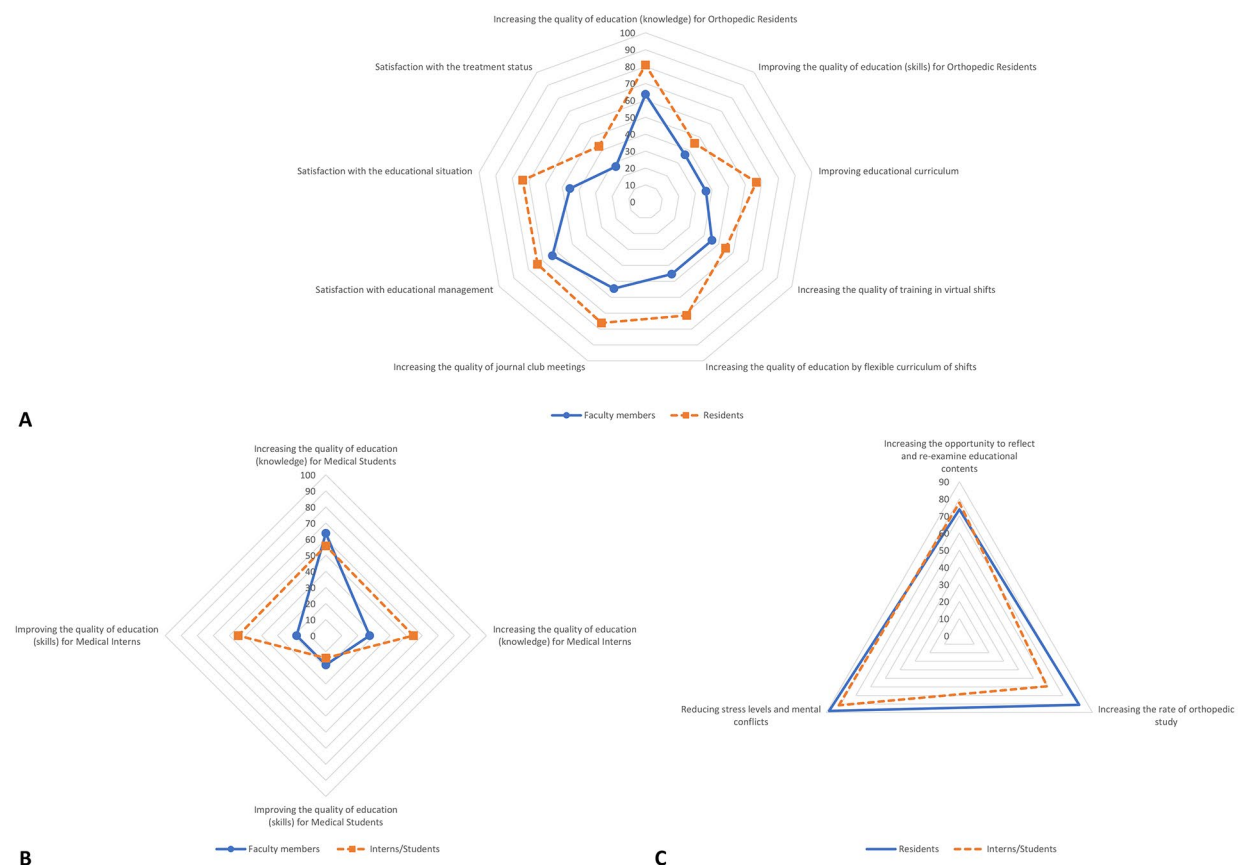 Increasing the quality of education (knowledge) for Orthopedic Residents
100
90
80
70
60
50
40
30
20
10
0
Satisfaction with the treatment status
Improving the quality of education (skills) for Orthopedic Residents
Satisfaction with the educational situation
Improving educational curriculum
Satisfaction with educational management
Increasing the quality of training in virtual shifts
Increasing the quality of journal club meetings
Increasing the quality of education by flexible curriculum of shifts
Faculty members
Residents
A
Increasing the quality of education
(knowledge) for Medical Students
100
90
80
70
60
50
40
30
20
10
0
Improving the quality of education
(skills) for Medical Interns
Increasing the quality of education
(knowledge) for Medical Interns
Improving the quality of education
(skills) for Medical Students
Faculty members
Interns/Students
B
Increasing the opportunity to reflect
and re-examine educational
contents
90
80
70
60
50
40
30
20
10
0
Reducing stress levels and mental
conflicts
Increasing the rate of orthopedic
study
Residents
Interns/Students
C